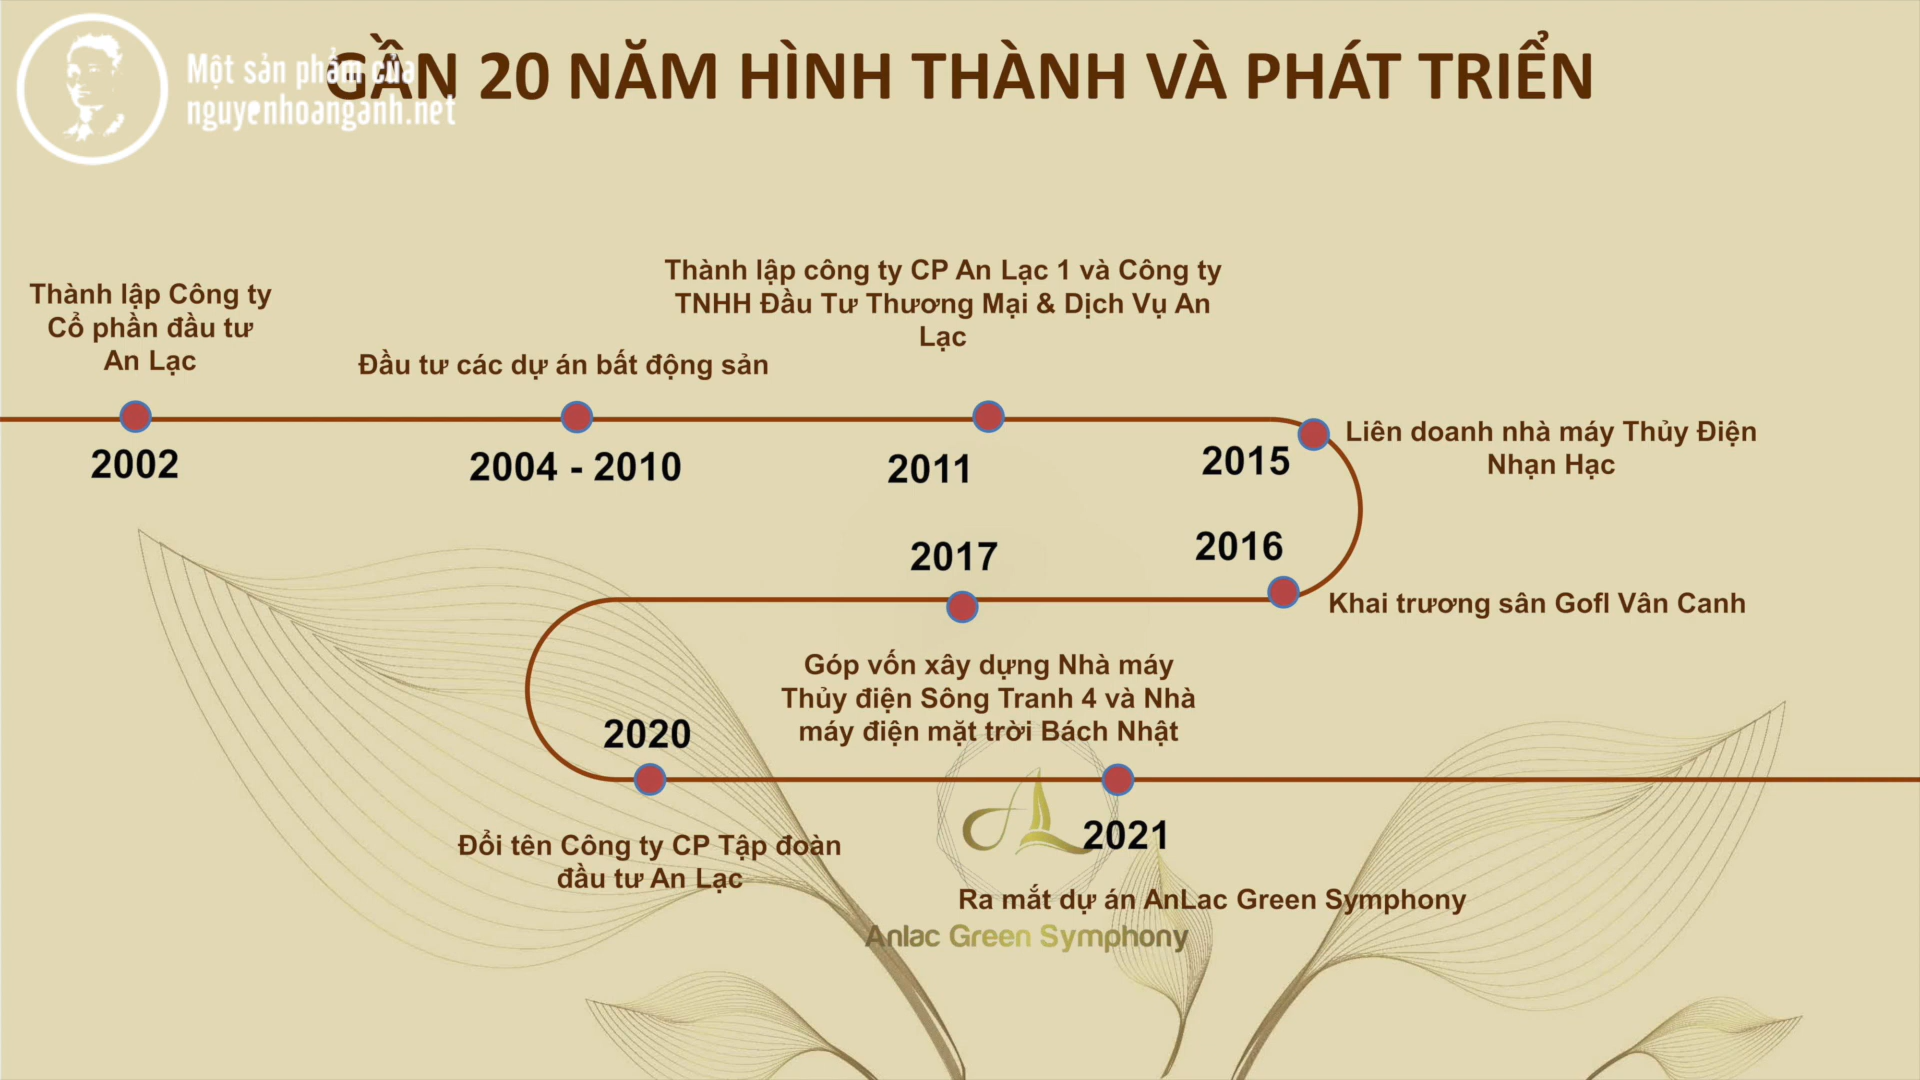 Một sản phẩm của
nguyenhoanganh.net
GẦN 20 NĂM HÌNH THÀNH VÀ PHÁT TRIỂN
Thành lập Công ty
Cổ phần đầu tư
An Lạc
2002
Đầu tư các dự án bất động sản
2004 - 2010
Thành lập công ty CP An Lạc 1 và Công ty
TNHH Đầu Tư Thương Mại & Dịch Vụ An
Lạc
2011
2015
Liên doanh nhà máy Thủy Điện
Nhạn Hạc
2016
Khai trương sân Gofl Vân Canh
2017
Góp vốn xây dựng Nhà máy
Thủy điện Sông Tranh 4 và Nhà
máy điện mặt trời Bách Nhật
2020
Đổi tên Công ty CP Tập đoàn
đầu tư An Lạc
2021
Ra mắt dự án AnLac Green Symphony
Anlac Green Symphony